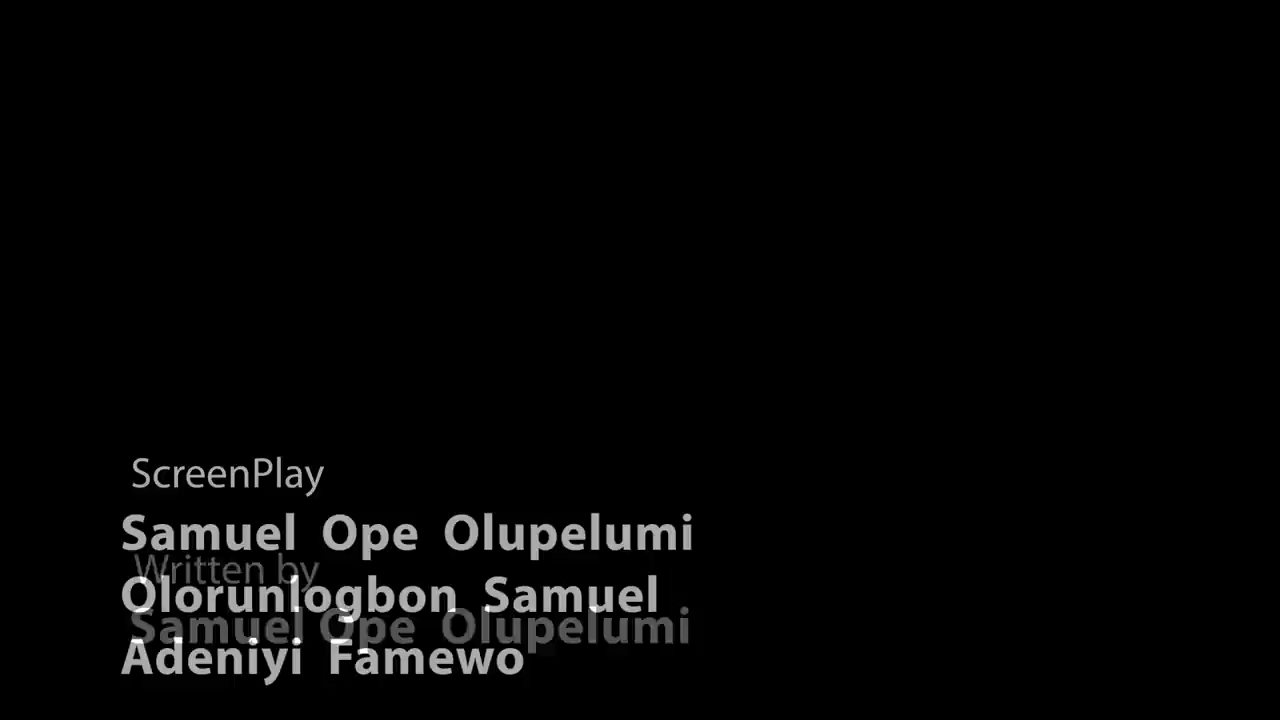 ScreenPlay
Samuel Ope Olupelumi
Written by
Olorunlogbon Samuel
Samuel Ope Olupelumi
Adeniyi Famewo